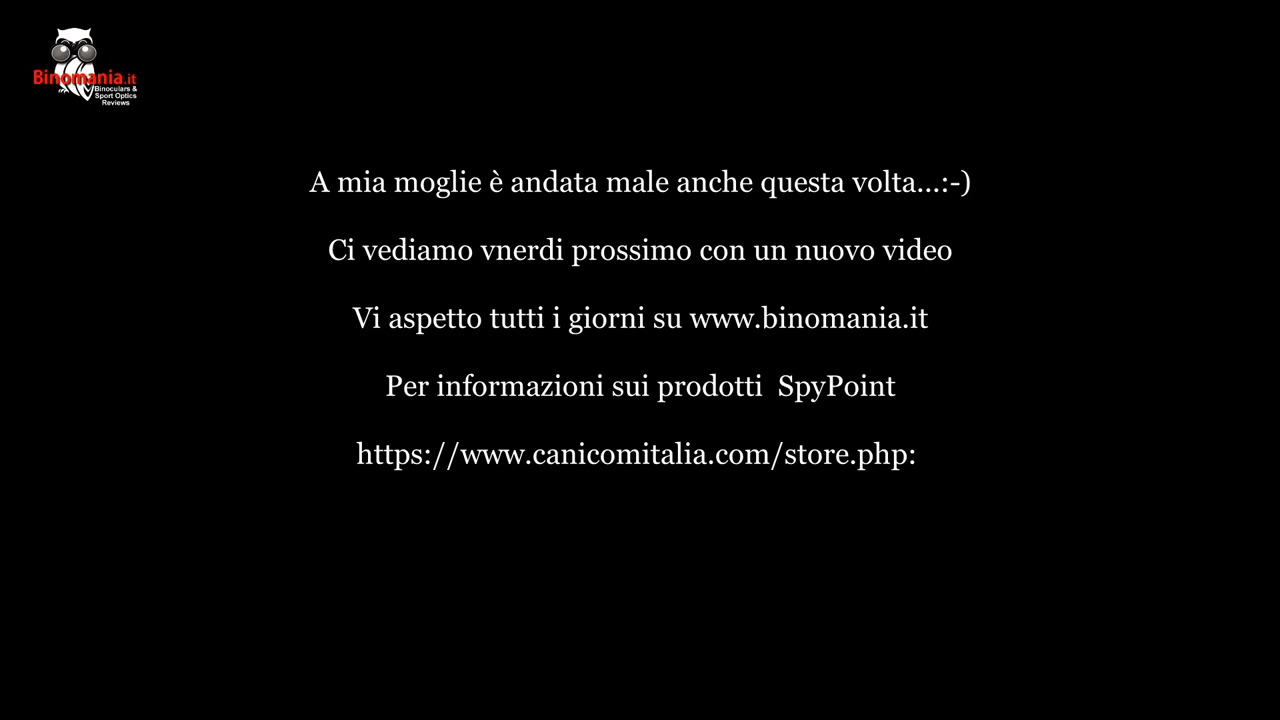 Binomania.it
Binoculars &
Sport Optics
Reviews
A mia moglie è andata male anche questa volta...:-)
Ci vediamo vnerdi prossimo con un nuovo video
Vi aspetto tutti i giorni su www.binomania.it
Per informazioni sui prodotti  SpyPoint
https://www.canicomitalia.com/store.php: